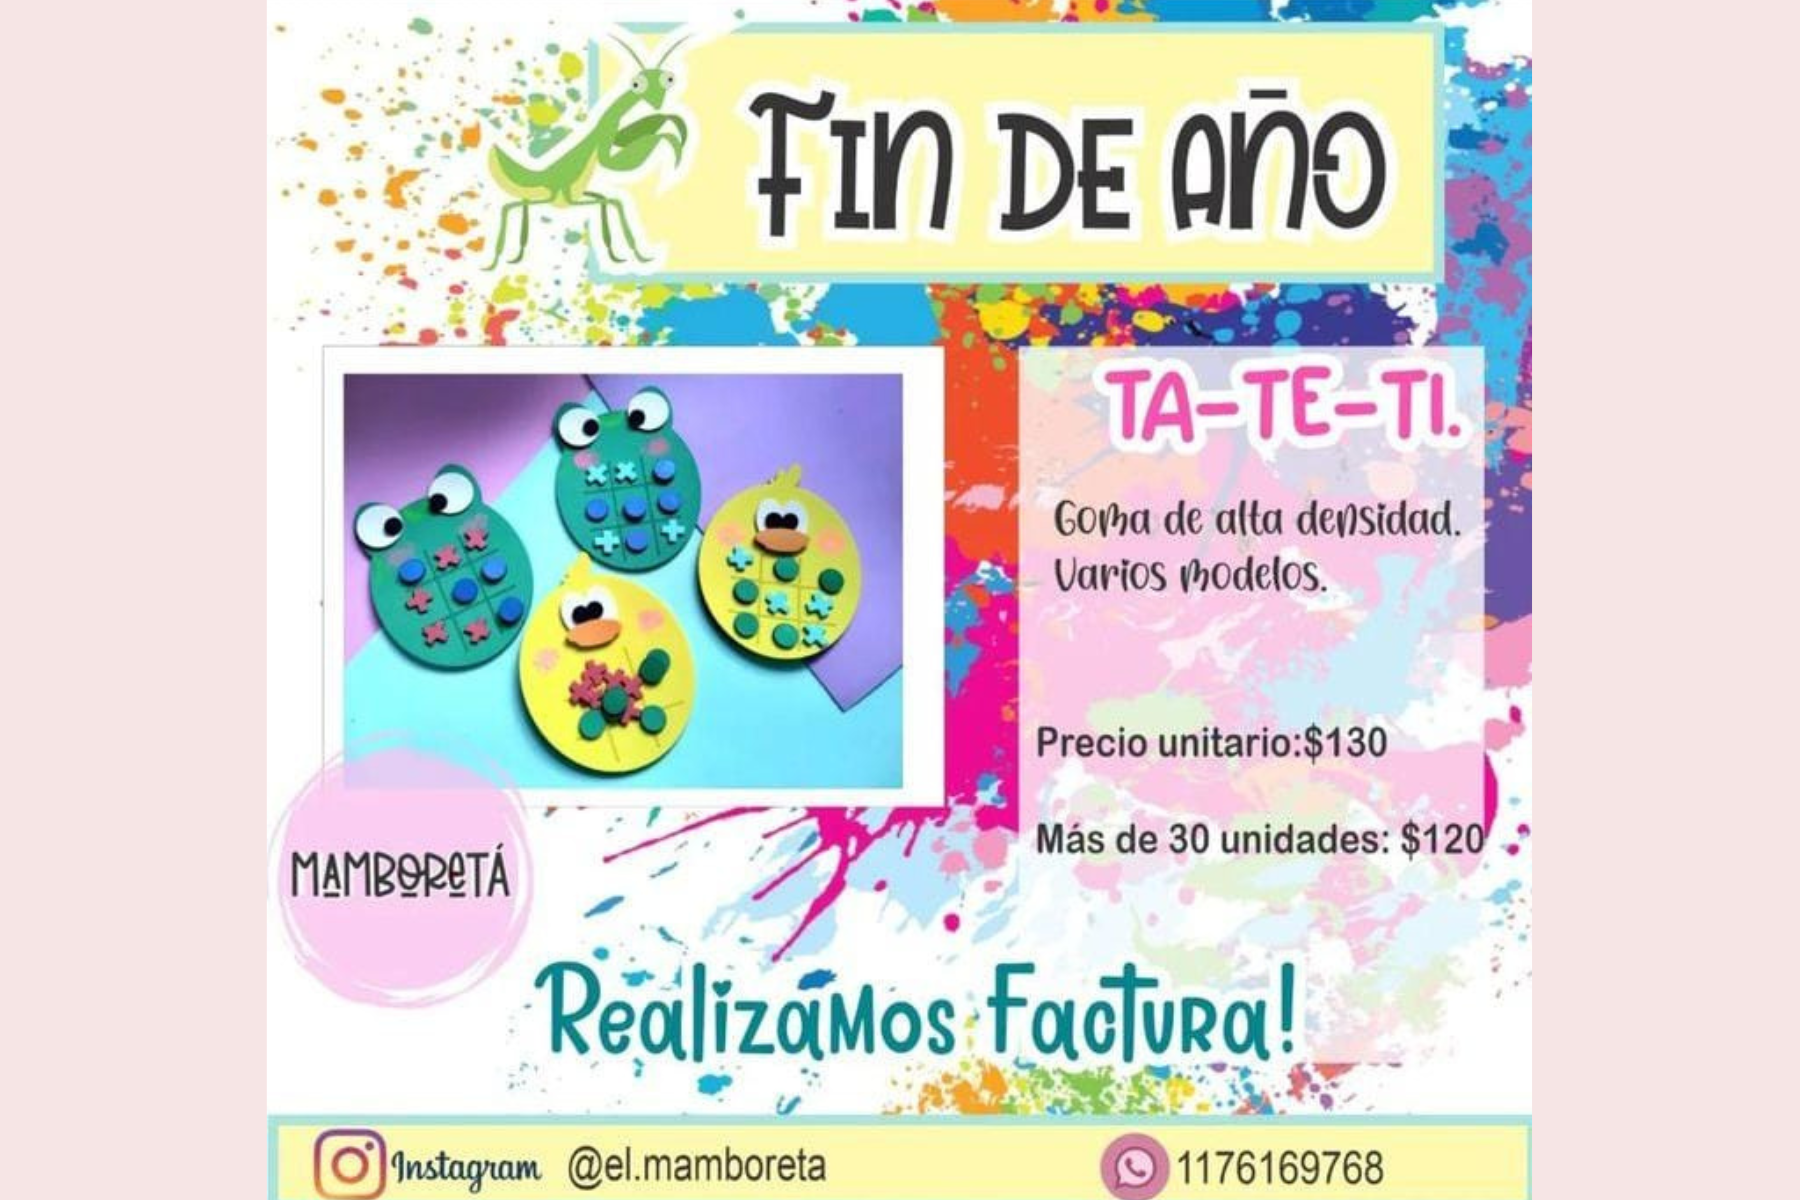 Fin de año
TA-TE-TI.
Goma de alta densidad.
Varios modelos.
Precio unitario:$130
Más de 30 unidades: $120
MAMBORETÁ
Realizamos Factura!
Instagram @el.mamboreta
1176169768